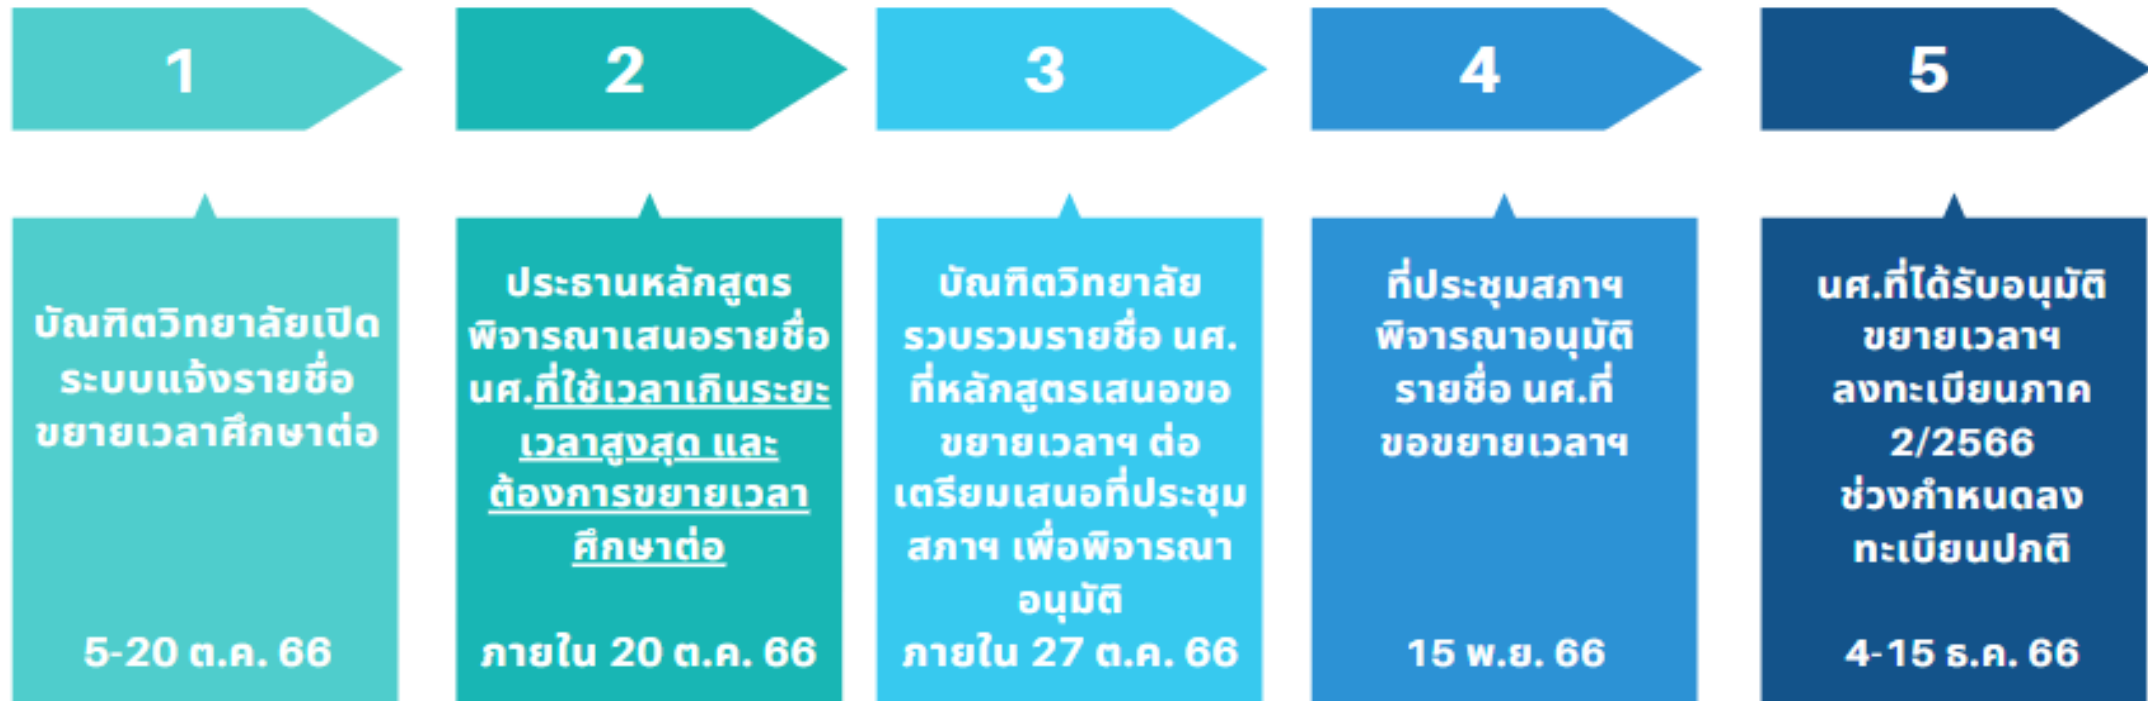 1
2
3
4
5
บัณฑิตวิทยาลัยเปิด
ระบบแจ้งรายชื่อ
ขยายเวลาศึกษาต่อ
5-20 ต.ค. 66
ประธานหลักสูตร
พิจารณาเสนอรายชื่อ
นศ.ที่ใช้เวลาเกินระยะ
เวลาสูงสุด และ
ต้องการขยายเวลา
ศึกษาต่อ
ภายใน 20 ต.ค. 66
บัณฑิตวิทยาลัย
รวบรวมรายชื่อ นศ.
ที่หลักสูตรเสนอขอ
ขยายเวลาฯ ต่อ
เตรียมเสนอที่ประชุม
สภาฯ เพื่อพิจารณา
อนุมัติ
ภายใน 27 ต.ค. 66
ที่ประชุมสภาฯ
พิจารณาอนุมัติ
รายชื่อ นศ.ที่
ขอขยายเวลาฯ
15 พ.ย. 66
นศ.ที่ได้รับอนุมัติ
ขยายเวลาฯ
ลงทะเบียนภาค
2/2566
ช่วงกำหนดลง
ทะเบียนปกติ
4-15 ธ.ค. 66